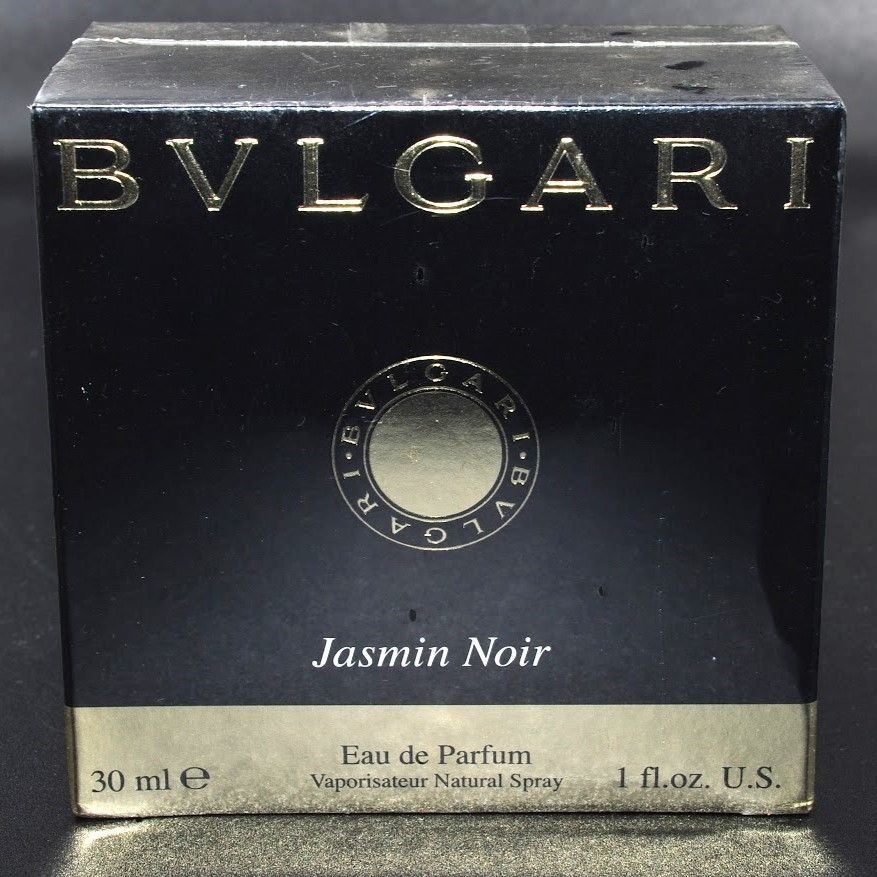 BVLGARI
BVLGARI • BVLGARI •
Jasmin Noir
Eau de Parfum
Vaporisateur Natural Spray
30 ml ℮
1 fl.oz. U.S.